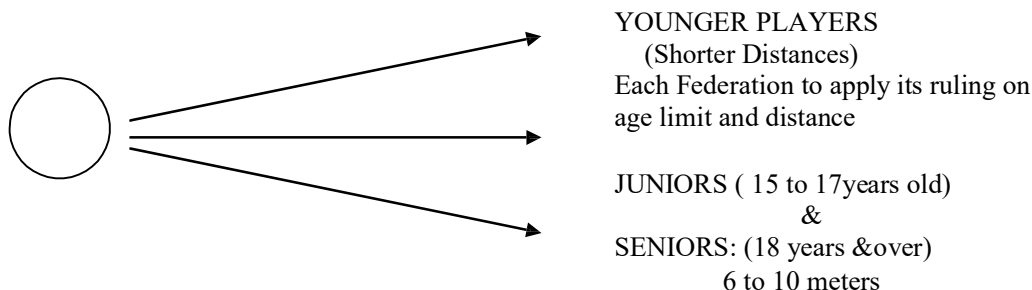 YOUNGER PLAYERS
(Shorter Distances)
Each Federation to apply its ruling on
age limit and distance
JUNIORS ( 15 to 17years old)
&
SENIORS: (18 years &over)
6 to 10 meters